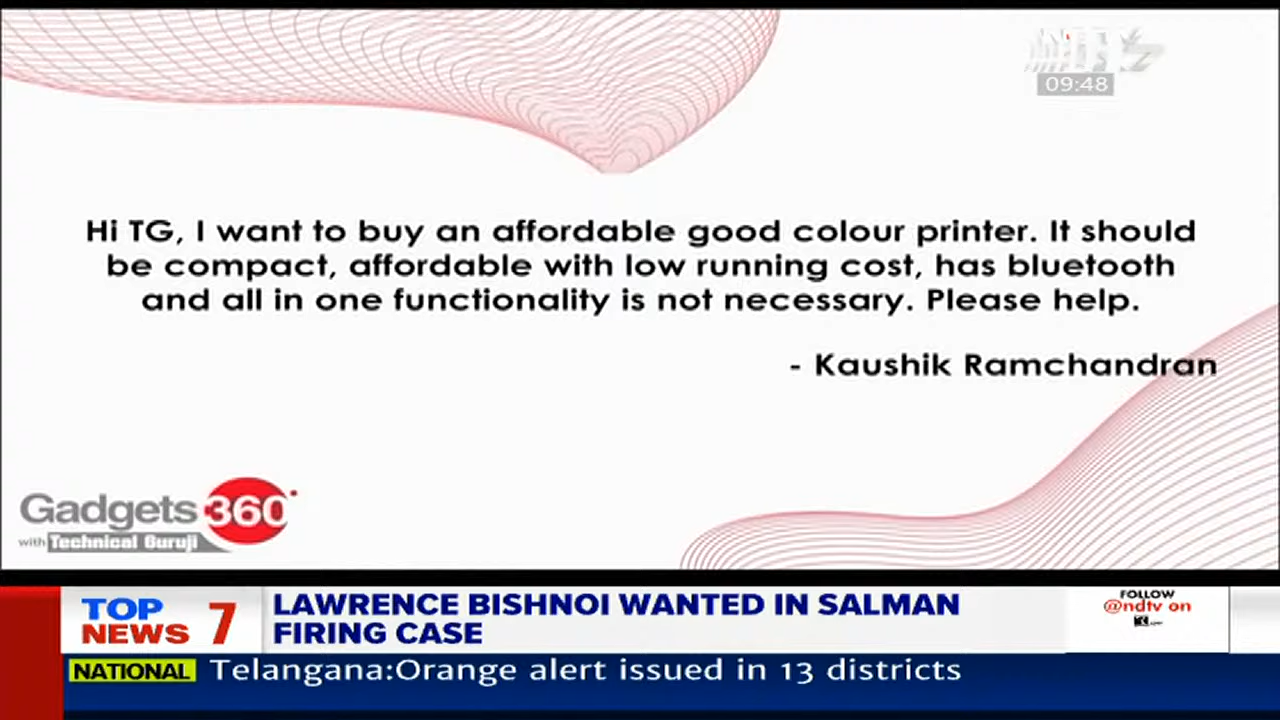 NDTV
09:48
Hi TG, I want to buy an affordable good colour printer. It should
be compact, affordable with low running cost, has bluetooth
and all in one functionality is not necessary. Please help.
- Kaushik Ramchandran
Gadgets 360°
with Technical Guruji
TOP
NEWS 7
LAWRENCE BISHNOI WANTED IN SALMAN
FIRING CASE
FOLLOW
@ndtv on
NATIONAL Telangana:Orange alert issued in 13 districts